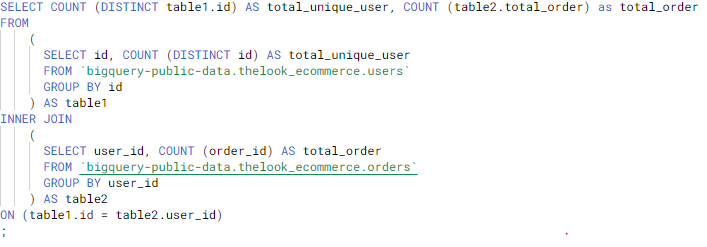 SELECT COUNT (DISTINCT table1.id) AS total_unique_user, COUNT (table2.total_order) as total_order
FROM
(
SELECT id, COUNT (DISTINCT id) AS total_unique_user
FROM `bigquery-public-data.thelook_ecommerce.users`
GROUP BY id
) AS table1
INNER JOIN
(
SELECT user_id, COUNT (order_id) AS total_order
FROM `bigquery-public-data.thelook_ecommerce.orders`
GROUP BY user_id
) AS table2
ON (table1.id = table2.user_id)
;